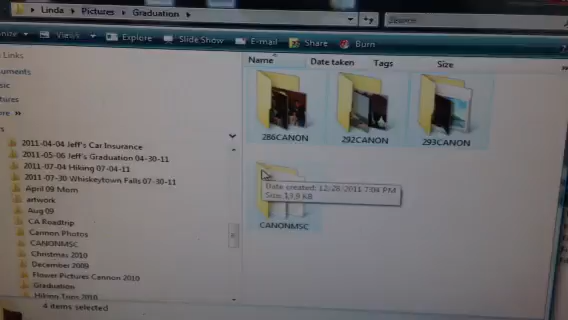 Linda ▸ Pictures ▸ Graduation ▸
Search
Views Explore Slide Show E-mail Share Burn
Links
Name Date taken Tags Size
2011-04-04 Jeff's Car Insurance
2011-05-06 Jeff's Graduation 04-30-11
2011-07-04 Hiking 07-04-11
2011-07-30 Whiskeytown Falls 07-30-11
April 09 Mom
artwork
Aug 09
CA Roadtrip
Cannon Photos
CANONMSC
Christmas 2010
December 2009
Flower Pictures Cannon 2010
Graduation
286CANON 292CANON 293CANON
Date created: 12/28/2011 7:04 PM
CANONMSC
4 items selected